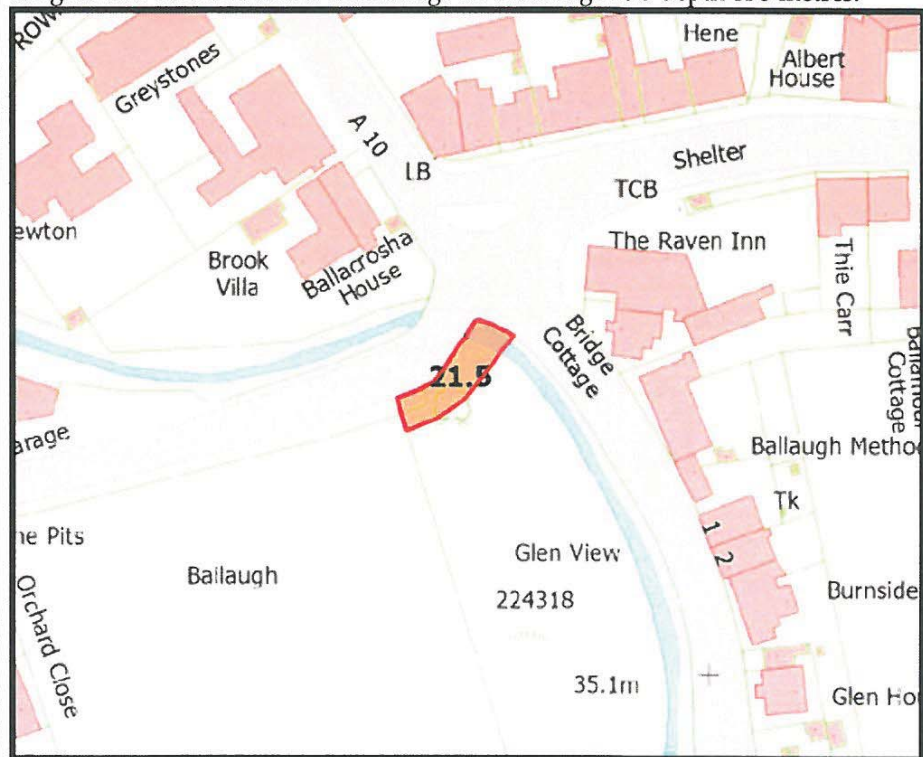 ROW
Greystones
Hene
Albert
House
A 10
LB
Shelter
TCB
ewton
Brook
Villa
Ballacrosha
House
The Raven Inn
Thie Carr
Bridge
Cottage
21.5
Cottage
arage
Ballaugh Method
Tk
1
2
ne Pits
Ballaugh
Glen View
224318
Burnside
Orchard Close
35.1m
Glen Ho